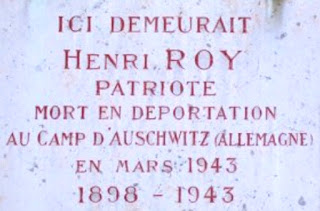 ICI DEMEURAIT
HENRI ROY
PATRIOTE
MORT EN DEPORTATION
AU CAMP D'AUSCHWITZ (ALLEMAGNE)
EN MARS 1943
1898 - 1943